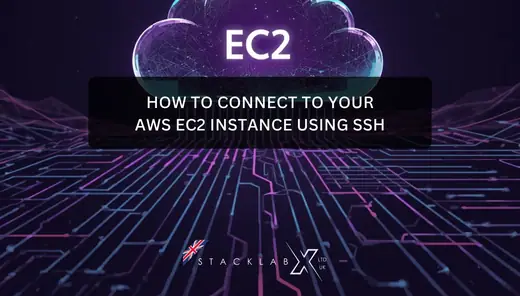 EC2
HOW TO CONNECT TO YOUR
AWS EC2 INSTANCE USING SSH
STACKLAB X LTD
UK